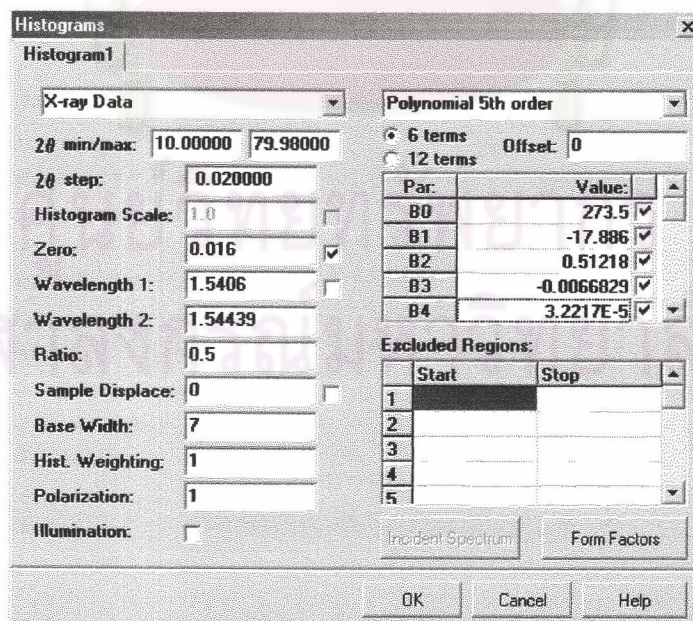 Histograms
Histogram1
X-ray Data
2θ min/max: 10.00000 79.98000
2θ step: 0.020000
Histogram Scale: 1.0
Zero: 0.016
Wavelength 1: 1.5406
Wavelength 2: 1.54439
Ratio: 0.5
Sample Displace: 0
Base Width: 7
Hist. Weighting: 1
Polarization: 1
Illumination:
Polynomial 5th order
6 terms
12 terms
Offset: 0
Par: Value:
B0 273.5
B1 -17.886
B2 0.51218
B3 -0.0066829
B4 3.2217E-5
Excluded Regions:
Start Stop
1
2
3
4
5
Incident Spectrum Form Factors
OK Cancel Help